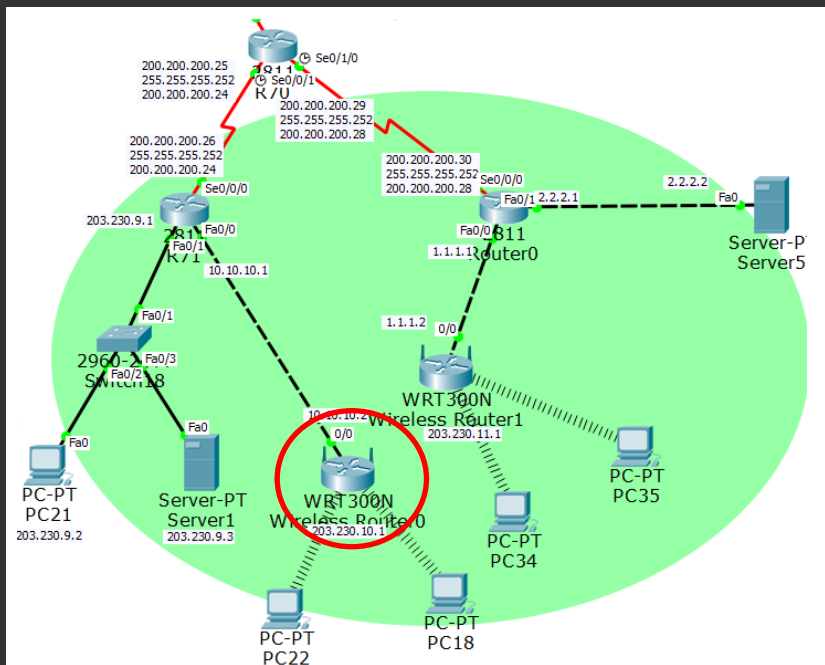 Se0/1/0
2811
R70
Se0/0/1
200.200.200.25
255.255.255.252
200.200.200.24
200.200.200.29
255.255.255.252
200.200.200.28
200.200.200.26
255.255.255.252
200.200.200.24
Se0/0/0
200.200.200.30
255.255.255.252
200.200.200.28
Se0/0/0
Fa0/1
2.2.2.1
2.2.2.2
Fa0
Server-PT
Server5
203.230.9.1
Fa0/0
2811
R71
Fa0/1
10.10.10.1
Fa0/0
2811
Router0
1.1.1.1
1.1.1.2
0/0
WRT300N
Wireless Router1
203.230.11.1
Fa0/1
Switch18
Fa0/3
Fa0/2
Fa0
PC-PT
PC21
203.230.9.2
Fa0
Server-PT
Server1
203.230.9.3
10.10.10.2
0/0
WRT300N
Wireless Router0
203.230.10.1
PC-PT
PC35
PC-PT
PC34
PC-PT
PC22
PC-PT
PC18